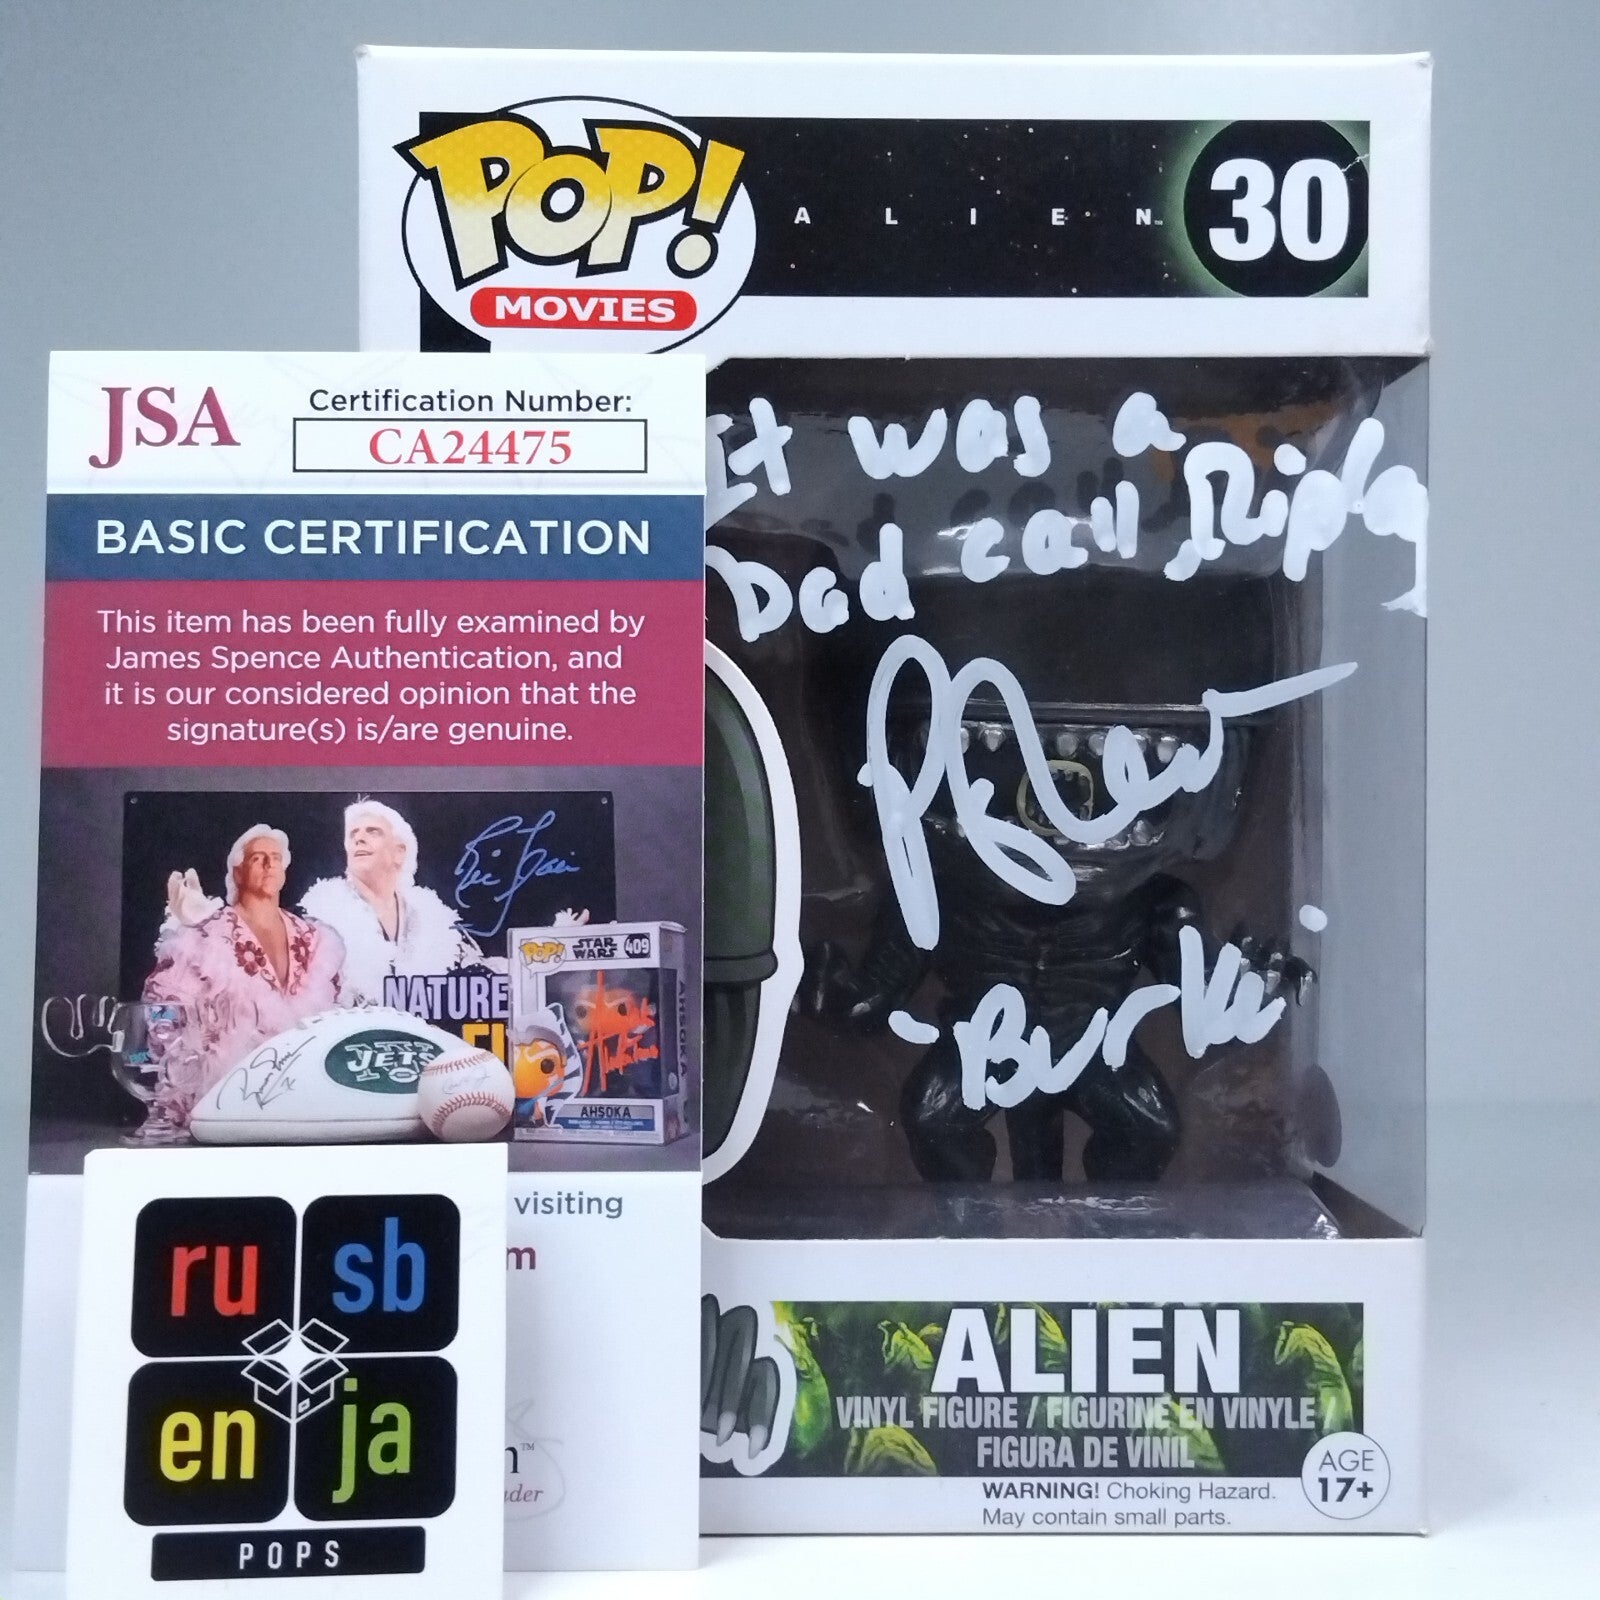 POP!
MOVIES
ALIEN™
30
JSA
Certification Number:
CA24475
BASIC CERTIFICATION
This item has been fully examined by
James Spence Authentication, and
it is our considered opinion that the
signature(s) is/are genuine.
It was a
Bad call, Ripley
- Burke.
NATURE
JETS
POP!
STAR
WARS
409
AHSOKA
AHSOKA
visiting
m
ru
sb
en
ja
POPS
ALIEN
VINYL FIGURE / FIGURINE EN VINYLE /
FIGURA DE VINIL
WARNING! Choking Hazard.
May contain small parts.
AGE
17+